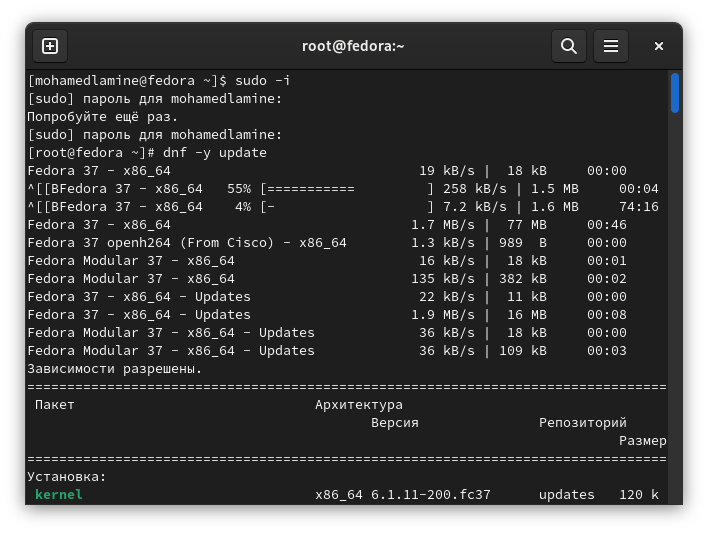 root@fedora:~
[mohamedlamine@fedora ~]$ sudo -i
[sudo] пароль для mohamedlamine:
Попробуйте ещё раз.
[sudo] пароль для mohamedlamine:
[root@fedora ~]# dnf -y update
Fedora 37 - x86_64                               19 kB/s |  18 kB     00:00
^[[BFedora 37 - x86_64   55% [===========         ] 258 kB/s | 1.5 MB     00:04
^[[BFedora 37 - x86_64    4% [-                   ] 7.2 kB/s | 1.6 MB     74:16
Fedora 37 - x86_64                              1.7 MB/s |  77 MB     00:46
Fedora 37 openh264 (From Cisco) - x86_64        1.3 kB/s | 989  B     00:00
Fedora Modular 37 - x86_64                       16 kB/s |  18 kB     00:01
Fedora Modular 37 - x86_64                      135 kB/s | 382 kB     00:02
Fedora 37 - x86_64 - Updates                     22 kB/s |  11 kB     00:00
Fedora 37 - x86_64 - Updates                    1.9 MB/s |  16 MB     00:08
Fedora Modular 37 - x86_64 - Updates             36 kB/s |  18 kB     00:00
Fedora Modular 37 - x86_64 - Updates             36 kB/s | 109 kB     00:03
Зависимости разрешены.
================================================================================
Пакет                              Архитектура
Версия               Репозиторий
Размер
================================================================================
Установка:
kernel                             x86_64 6.1.11-200.fc37      updates   120 k